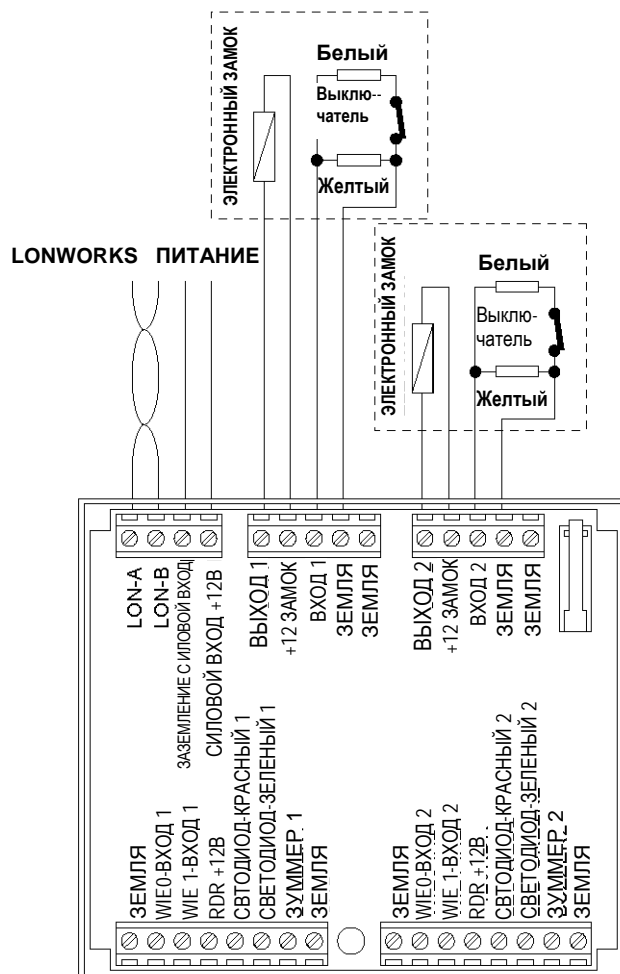 ЭЛЕКТРОННЫЙ ЗАМОК
Белый
Выклю--
чатель
Желтый
LONWORKS ПИТАНИЕ
ЭЛЕКТРОННЫЙ ЗАМОК
Белый
Выклю-
чатель
Желтый
LON-A
LON-B
ЗАЗЕМЛЕНИЕ С ИЛОВОЙ ВХОД
СИЛОВОЙ ВХОД +12В
ВЫХОД 1
+12 ЗАМОК
ВХОД 1
ЗЕМЛЯ
ЗЕМЛЯ
ВЫХОД 2
+12 ЗАМОК
ВХОД 2
ЗЕМЛЯ
ЗЕМЛЯ
ЗЕМЛЯ
WIE0-ВХОД 1
WIE 1-ВХОД 1
RDR +12В
СВТОДИОД-КРАСНЫЙ 1
СВЕТОДИОД-ЗЕЛЕНЫЙ 1
ЗУММЕР 1
ЗЕМЛЯ
ЗЕМЛЯ
WIE0-ВХОД 2
WIE 1-ВХОД 2
RDR +12В
СВТОДИОД-КРАСНЫЙ 2
СВЕТОДИОД-ЗЕЛЕНЫЙ 2
ЗУММЕР 2
ЗЕМЛЯ